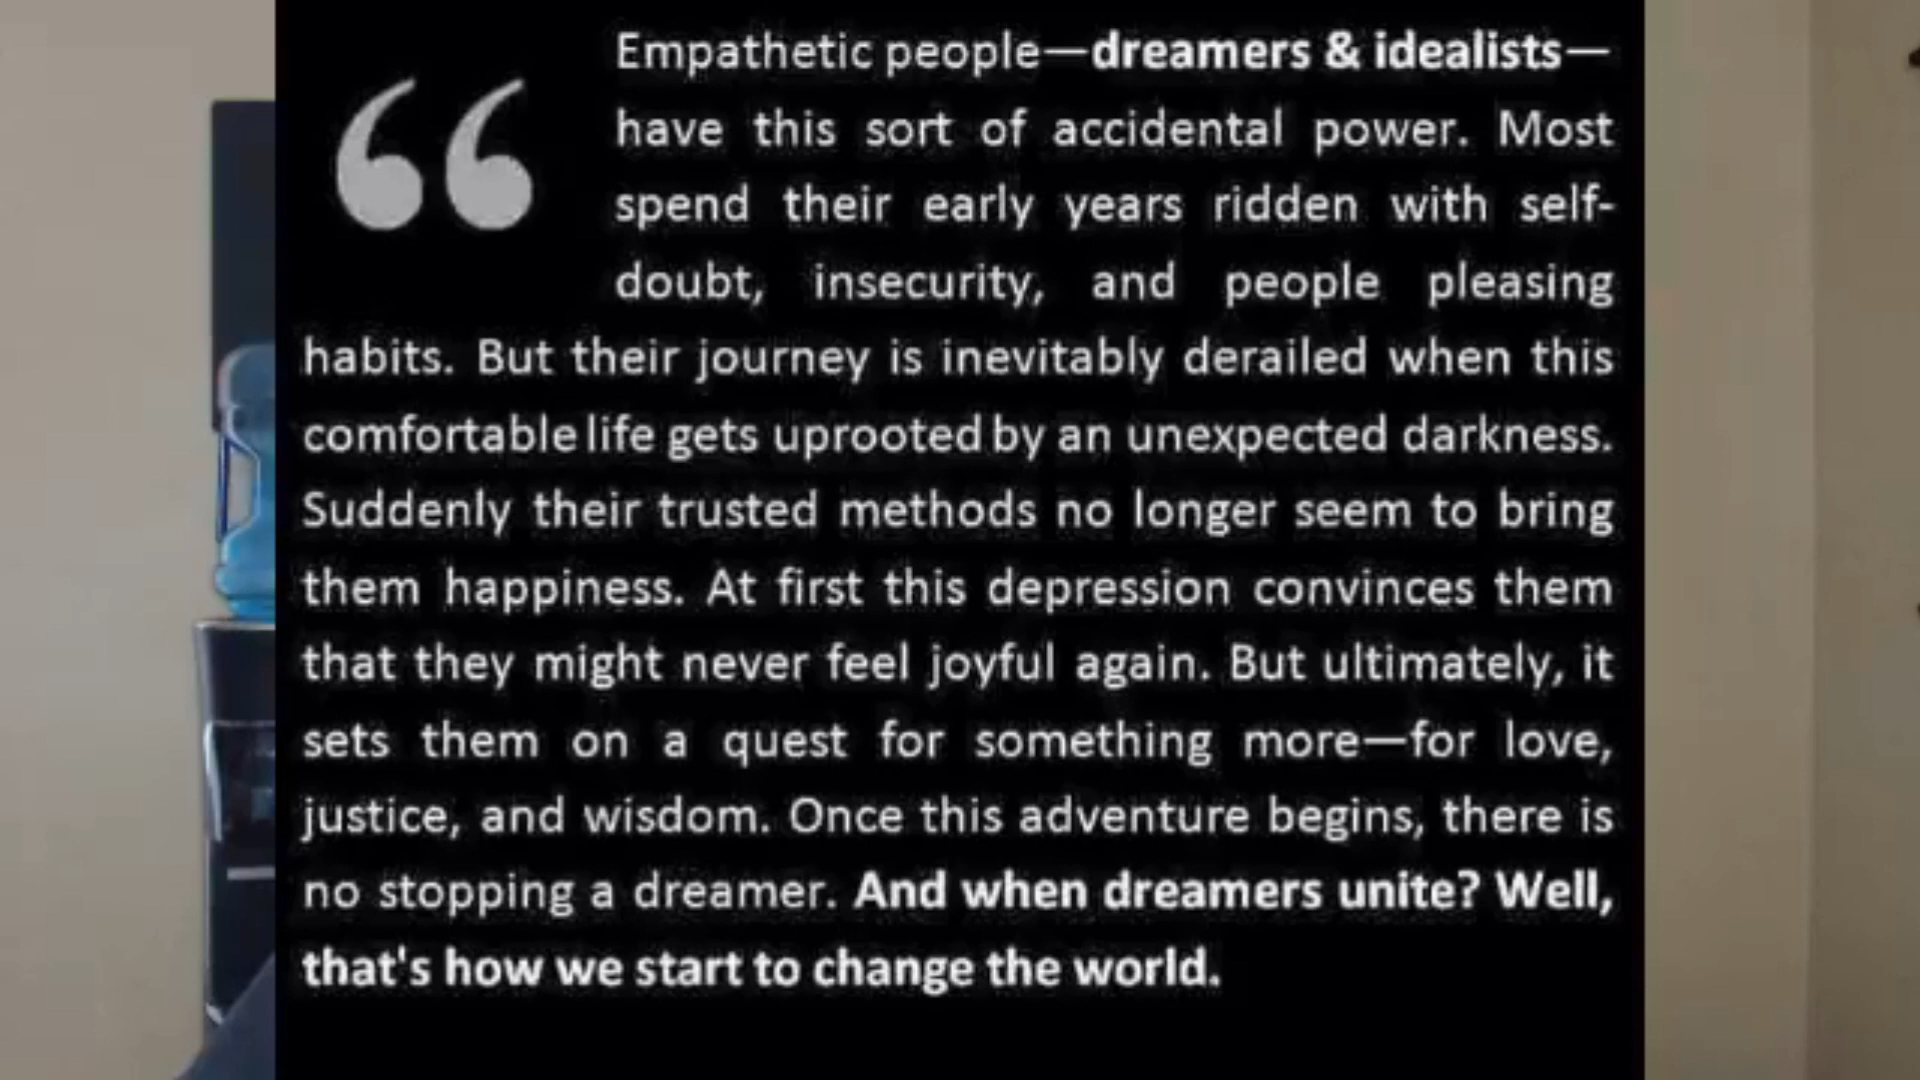 Empathetic people—dreamers & idealists—
have this sort of accidental power. Most
spend their early years ridden with self-
doubt, insecurity, and people pleasing
habits. But their journey is inevitably derailed when this
comfortable life gets uprooted by an unexpected darkness.
Suddenly their trusted methods no longer seem to bring
them happiness. At first this depression convinces them
that they might never feel joyful again. But ultimately, it
sets them on a quest for something more—for love,
justice, and wisdom. Once this adventure begins, there is
no stopping a dreamer. And when dreamers unite? Well,
that's how we start to change the world.